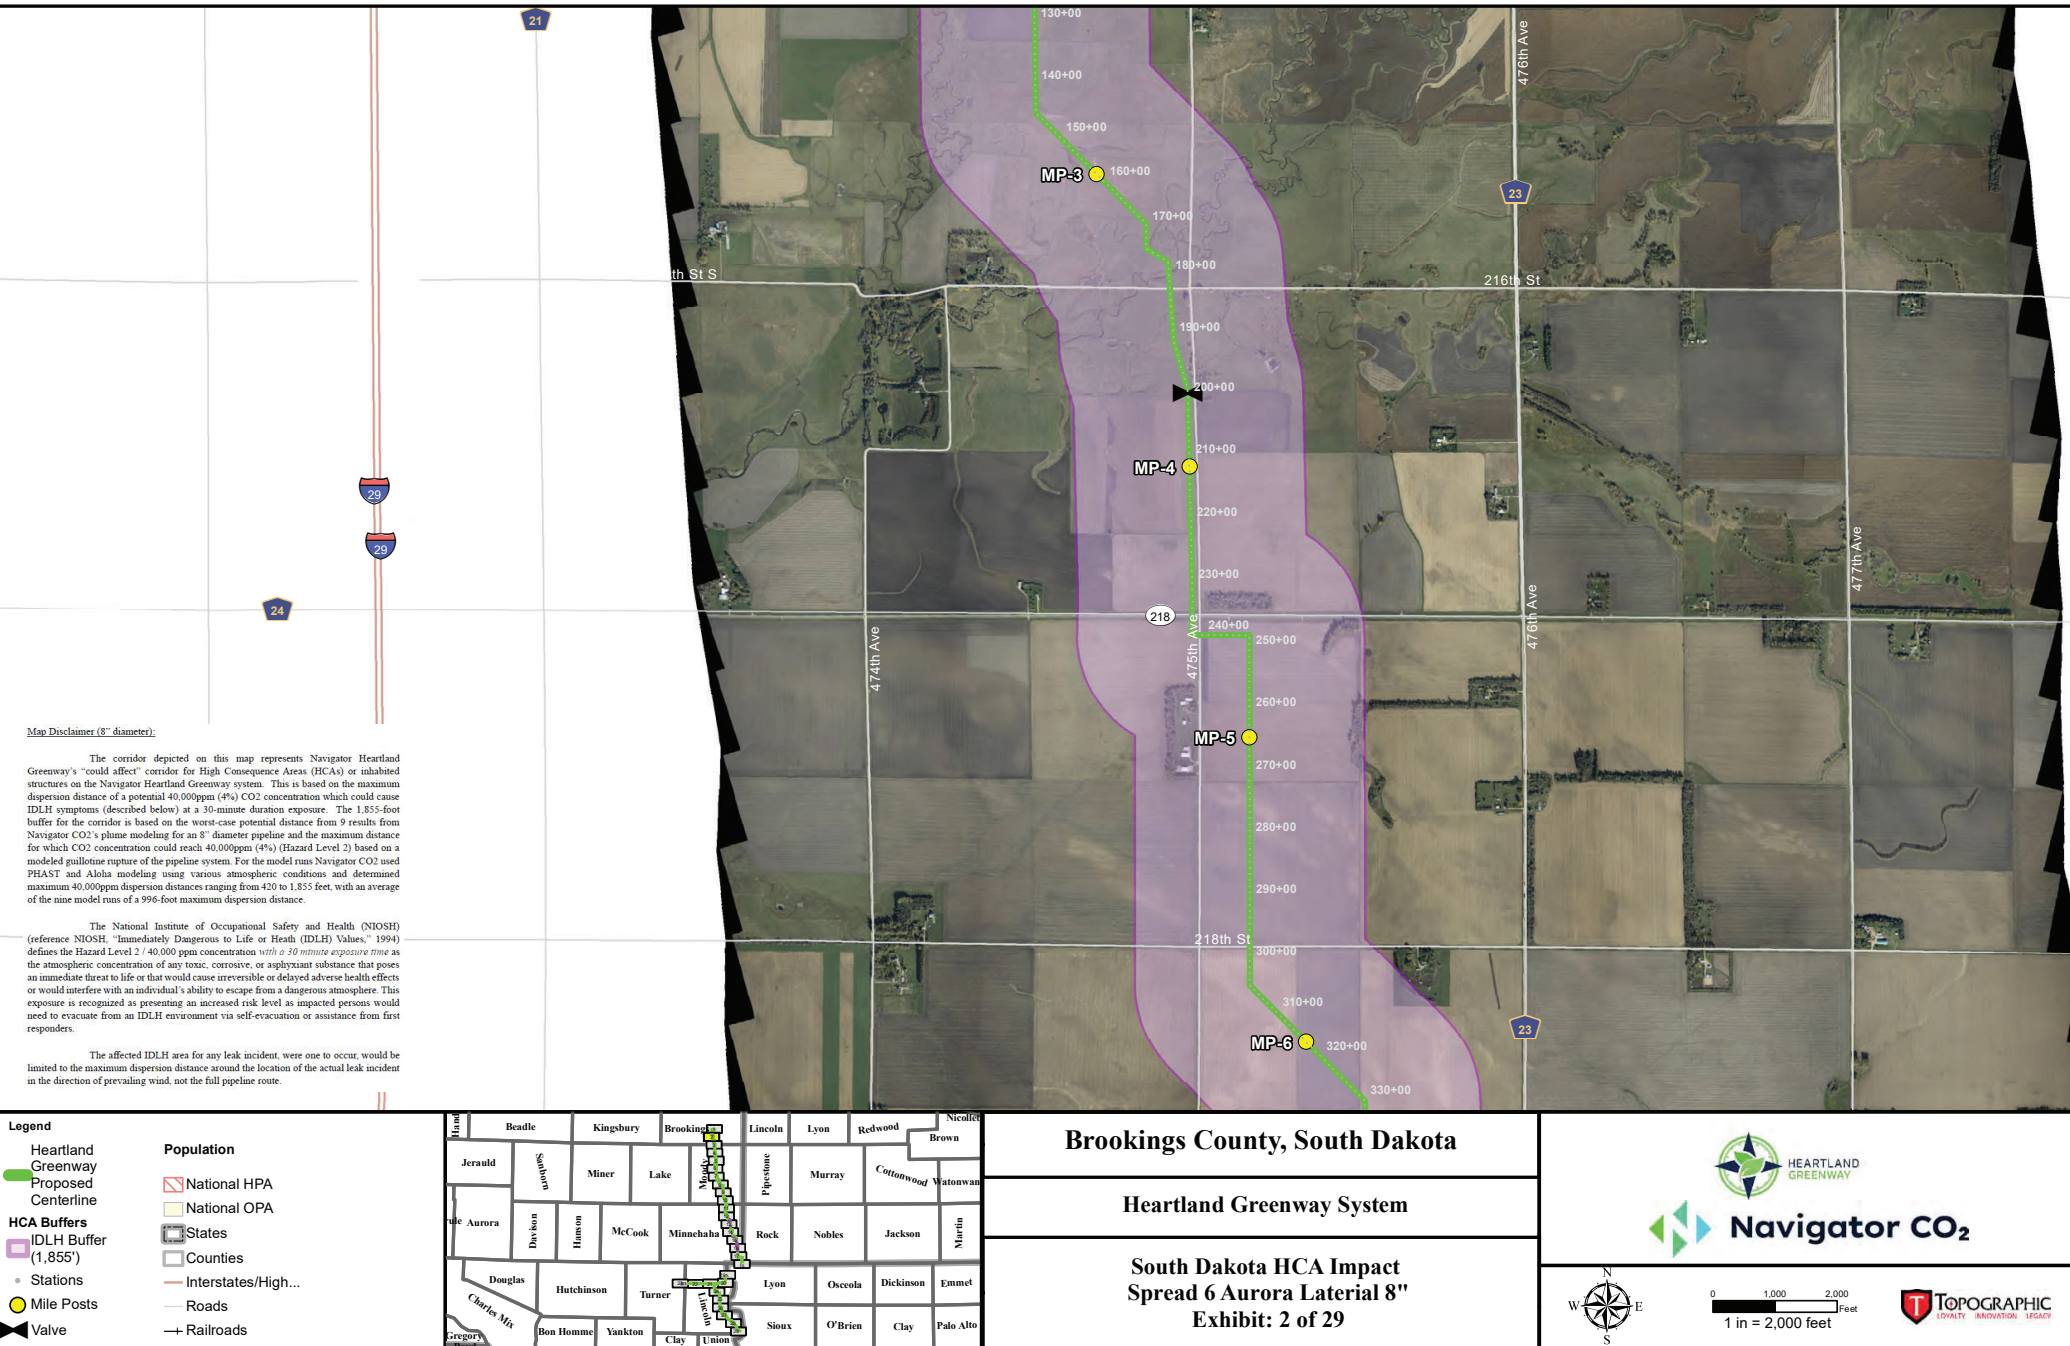 21
130+00
476th Ave
140+00
150+00
MP-3
160+00
23
170+00
180+00
th St S
216th St
190+00
200+00
210+00
MP-4
29
220+00
29
477th Ave
230+00
24
218
240+00
250+00
476th Ave
474th Ave
475th Ave
260+00
MP-5
270+00
280+00
290+00
218th St
300+00
310+00
23
MP-6
320+00
330+00
Map Disclaimer (8" diameter):
The corridor depicted on this map represents Navigator Heartland
Greenway's "could affect" corridor for High Consequence Areas (HCAs) or inhabited
structures on the Navigator Heartland Greenway system. This is based on the maximum
dispersion distance of a potential 40,000ppm (4%) CO2 concentration which could cause
IDLH symptoms (described below) at a 30-minute duration exposure. The 1,855-foot
buffer for the corridor is based on the worst-case potential distance from 9 results from
Navigator CO2's plume modeling for an 8" diameter pipeline and the maximum distance
for which CO2 concentration could reach 40,000ppm (4%) (Hazard Level 2) based on a
modeled guillotine rupture of the pipeline system. For the model runs Navigator CO2 used
PHAST and Aloha modeling using various atmospheric conditions and determined
maximum 40,000ppm dispersion distances ranging from 420 to 1,855 feet, with an average
of the nine model runs of a 996-foot maximum dispersion distance.
The National Institute of Occupational Safety and Health (NIOSH)
(reference NIOSH, "Immediately Dangerous to Life or Heath (IDLH) Values," 1994)
defines the Hazard Level 2 / 40,000 ppm concentration with a 30 minute exposure time as
the atmospheric concentration of any toxic, corrosive, or asphyxiant substance that poses
an immediate threat to life or that would cause irreversible or delayed adverse health effects
or would interfere with an individual's ability to escape from a dangerous atmosphere. This
exposure is recognized as presenting an increased risk level as impacted persons would
need to evacuate from an IDLH environment via self-evacuation or assistance from first
responders.
The affected IDLH area for any leak incident, were one to occur, would be
limited to the maximum dispersion distance around the location of the actual leak incident
in the direction of prevailing wind, not the full pipeline route.
Legend
Heartland
Greenway
Proposed
Centerline
HCA Buffers
IDLH Buffer
(1,855')
Stations
Mile Posts
Valve
Population
National HPA
National OPA
States
Counties
Interstates/High...
Roads
Railroads
Hand
Beadle
Kingsbury
Brookings
Lincoln
Lyon
Redwood
Nicollet
Brown
Jerauld
Sanborn
Miner
Lake
Moody
Pipestone
Murray
Cottonwood
Watonwan
ule
Aurora
Davison
Hanson
McCook
Minnehaha
Rock
Nobles
Jackson
Martin
Douglas
Hutchinson
Turner
Lincoln
Lyon
Osceola
Dickinson
Emmet
Charles Mix
Gregory
Bon Homme
Yankton
Clay
Union
Sioux
O'Brien
Clay
Palo Alto
Brookings County, South Dakota
Heartland Greenway System
South Dakota HCA Impact
Spread 6 Aurora Laterial 8"
Exhibit: 2 of 29
HEARTLAND
GREENWAY
Navigator CO₂
N
W
E
S
0 1,000 2,000
Feet
1 in = 2,000 feet
T TOPOGRAPHIC
LOYALTY INNOVATION LEGACY